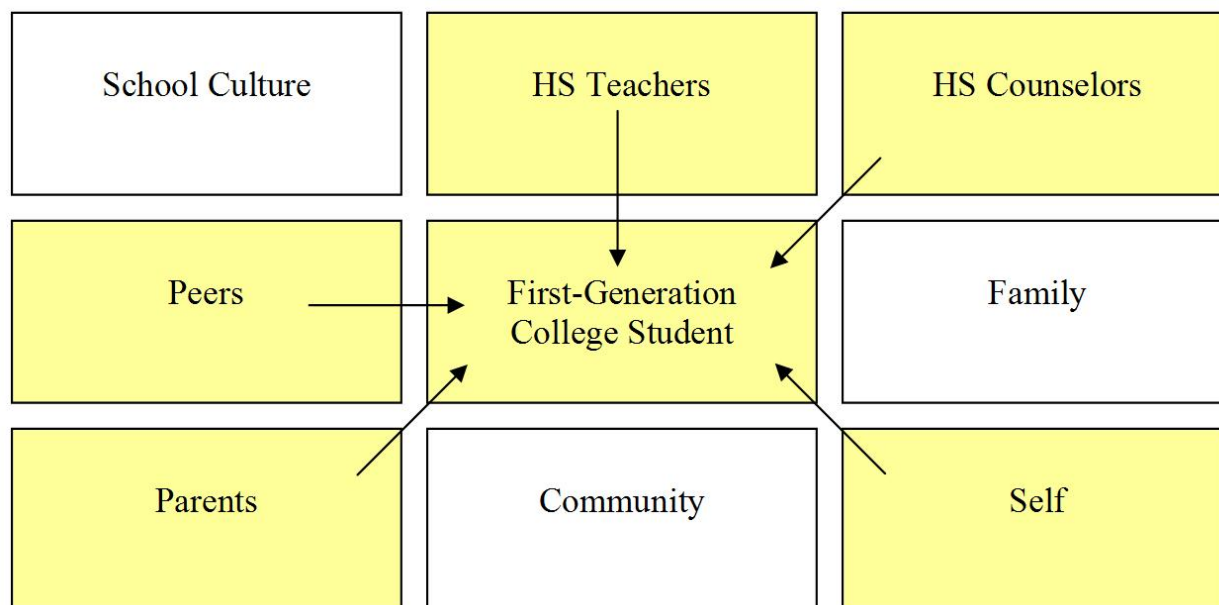 School Culture
HS Teachers
HS Counselors
Peers
First-Generation
College Student
Family
Parents
Community
Self